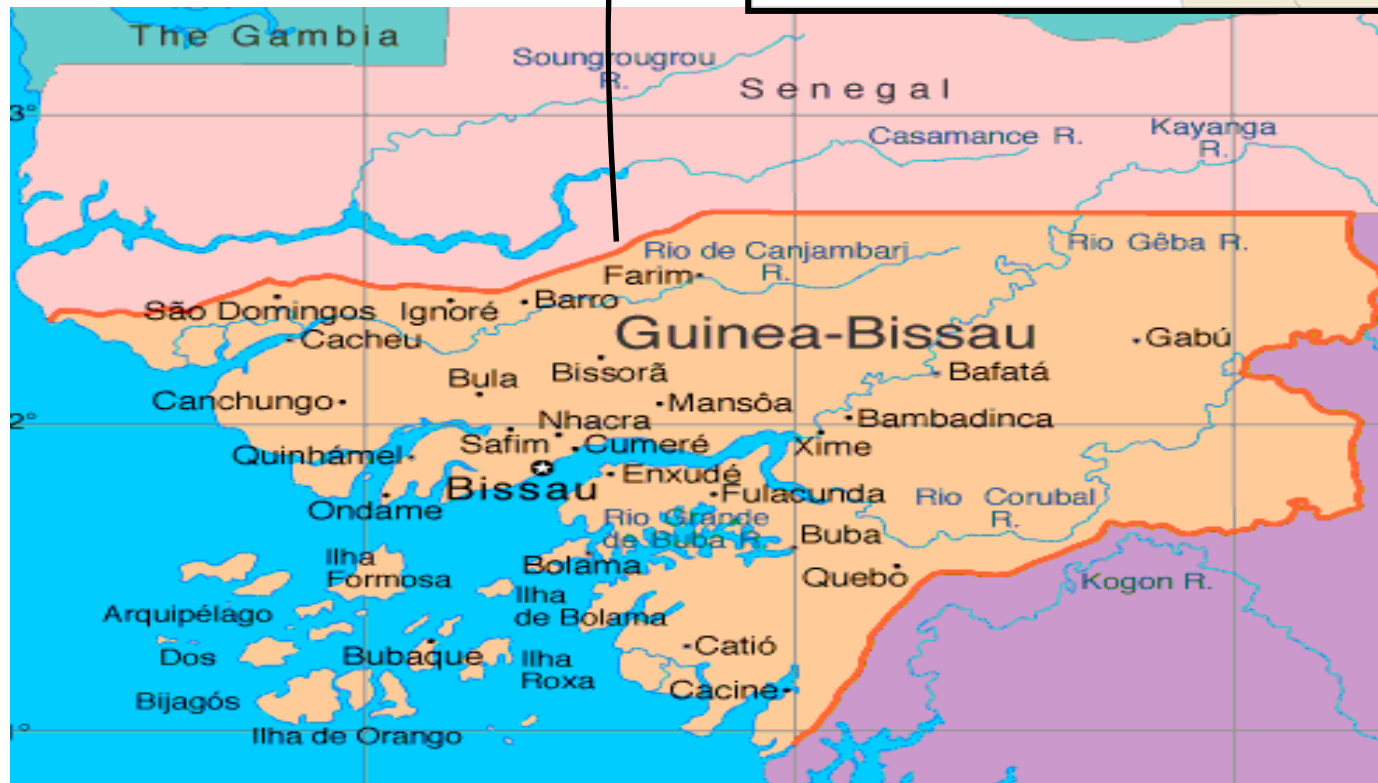 The Gambia
Soungrougrou
R.
Senegal
3°
Casamance R.
Kayanga
R.
Rio de Canjambarj
R.
Rio Gêba R.
Farim
São Domingos
Ignoré
Barro
Guinea-Bissau
Cacheu
Gabú
Bula
Bissorã
Bafatá
Canchungo
Mansôa
2°
Nhacra
Bambadinca
Safim
Cumeré
Xime
Quinhámel
Enxudé
Bissau
Fulacunda
Rio Corubal
R.
Ondame
Rio Grande
de Buba R.
Buba
Ilha
Formosa
Bolama
Quebo
Kogon R.
Ilha
de Bolama
Arquipélago
Dos
Bijagós
Bubaque
Ilha
Roxa
Catió
Cacine
Ilha de Orango
°